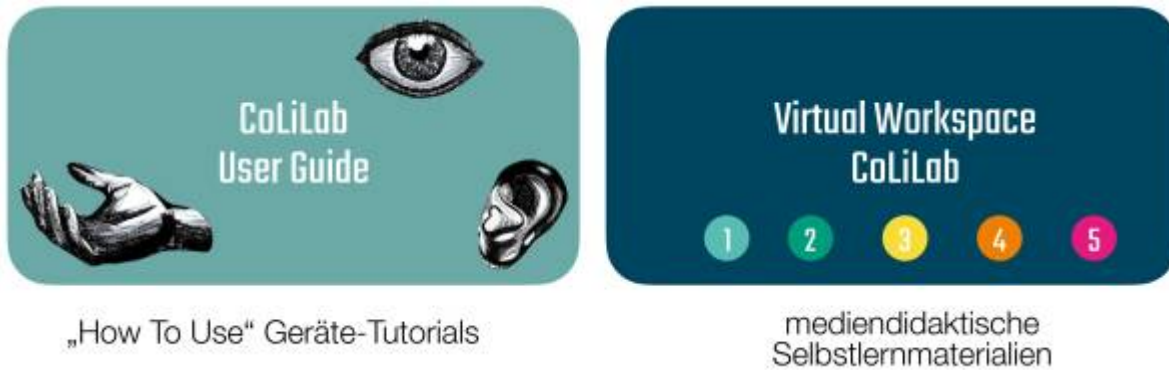 CoLiLab
User Guide
„How To Use“ Geräte-Tutorials
Virtual Workspace
CoLiLab
1 2 3 4 5
mediendidaktische
Selbstlernmaterialien